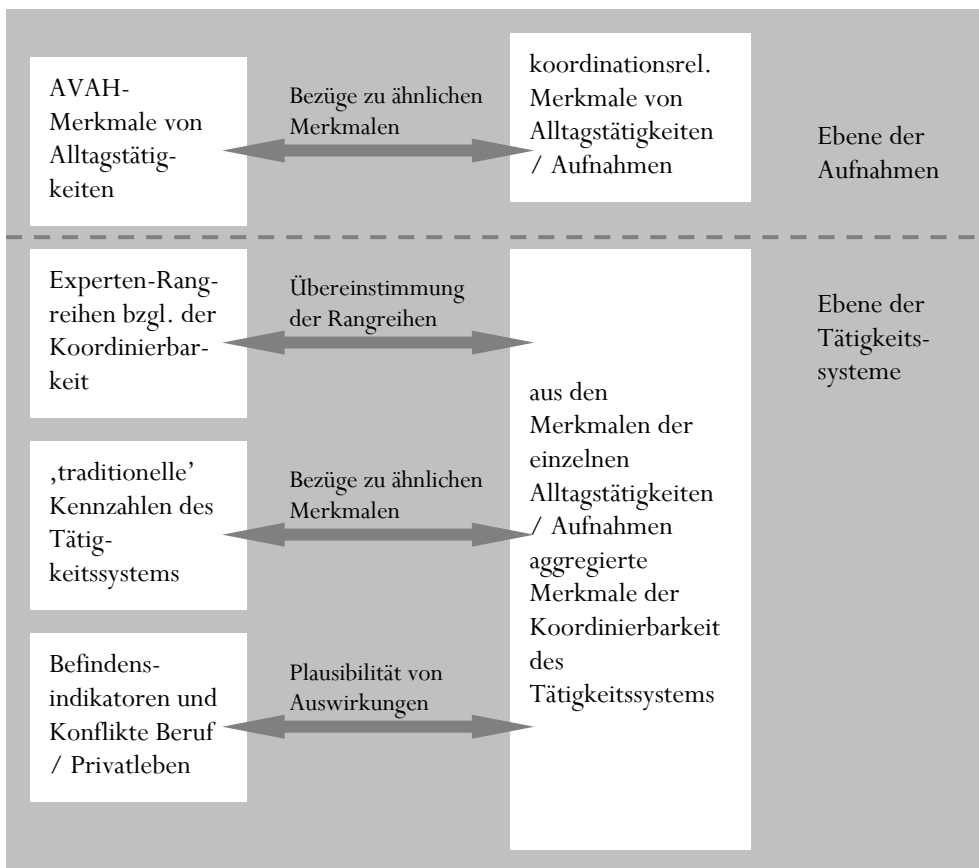 AVAH-
Merkmale von
Alltagstätig-
keiten
Bezüge zu ähnlichen
Merkmalen
koordinationsrel.
Merkmale von
Alltagstätigkeiten
/ Aufnahmen
Ebene der
Aufnahmen
Experten-Rang-
reihen bzgl. der
Koordinierbar-
keit
Übereinstimmung
der Rangreihen
Ebene der
Tätigkeits-
systeme
‚traditionelle’
Kennzahlen des
Tätig-
keitssystems
Bezüge zu ähnlichen
Merkmalen
aus den
Merkmalen der
einzelnen
Alltagstätigkeiten
/ Aufnahmen
aggregierte
Merkmale der
Koordinierbarkeit
des
Tätigkeitssystems
Befindens-
indikatoren und
Konflikte Beruf
/ Privatleben
Plausibilität von
Auswirkungen